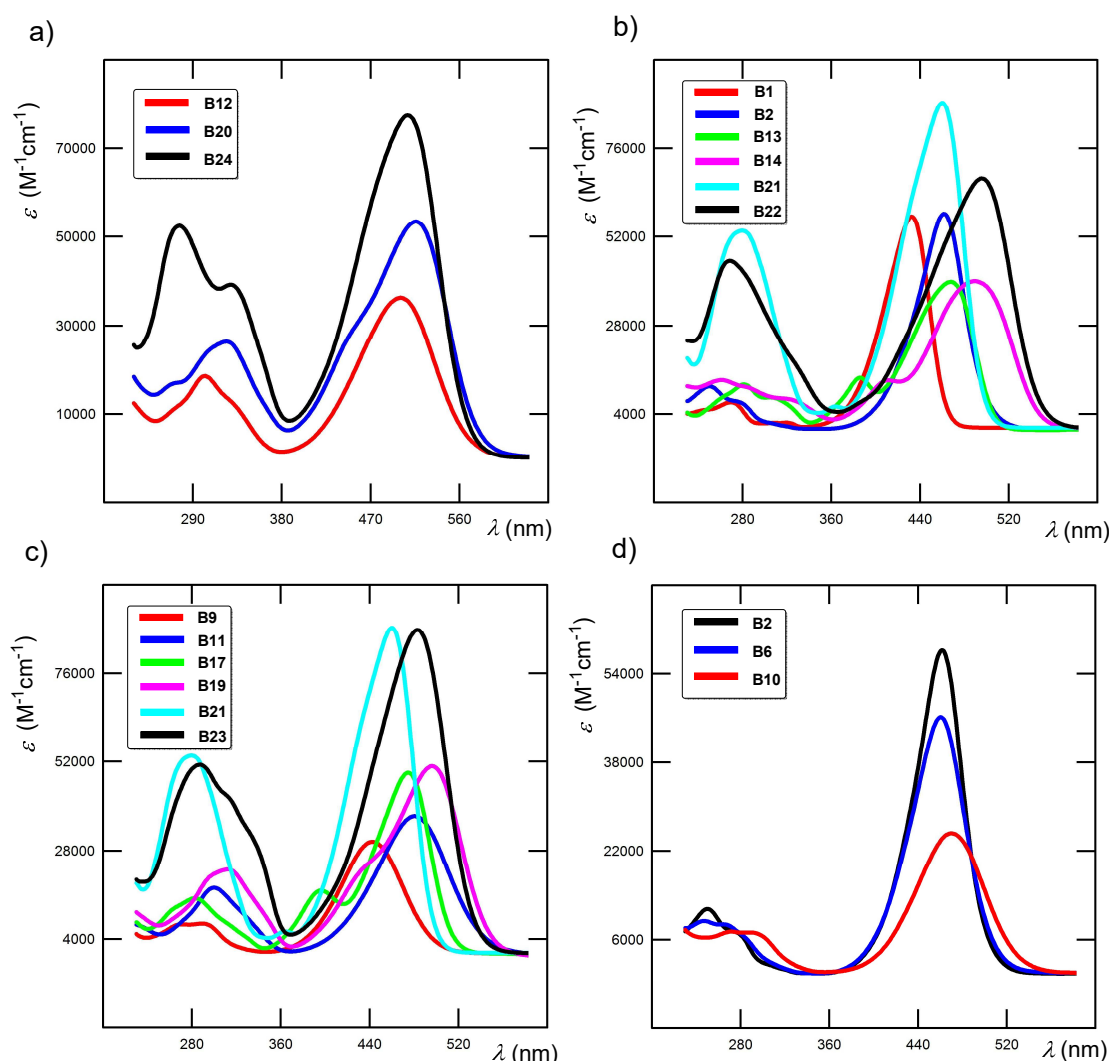 a)
ε (M-1cm-1)
70000
50000
30000
10000
B12
B20
B24
290 380 470 560
λ (nm)
b)
ε (M-1cm-1)
76000
52000
28000
4000
B1
B2
B13
B14
B21
B22
280 360 440 520
λ (nm)
c)
ε (M-1cm-1)
76000
52000
28000
4000
B9
B11
B17
B19
B21
B23
280 360 440 520
λ (nm)
d)
ε (M-1cm-1)
54000
38000
22000
6000
B2
B6
B10
280 360 440 520
λ (nm)